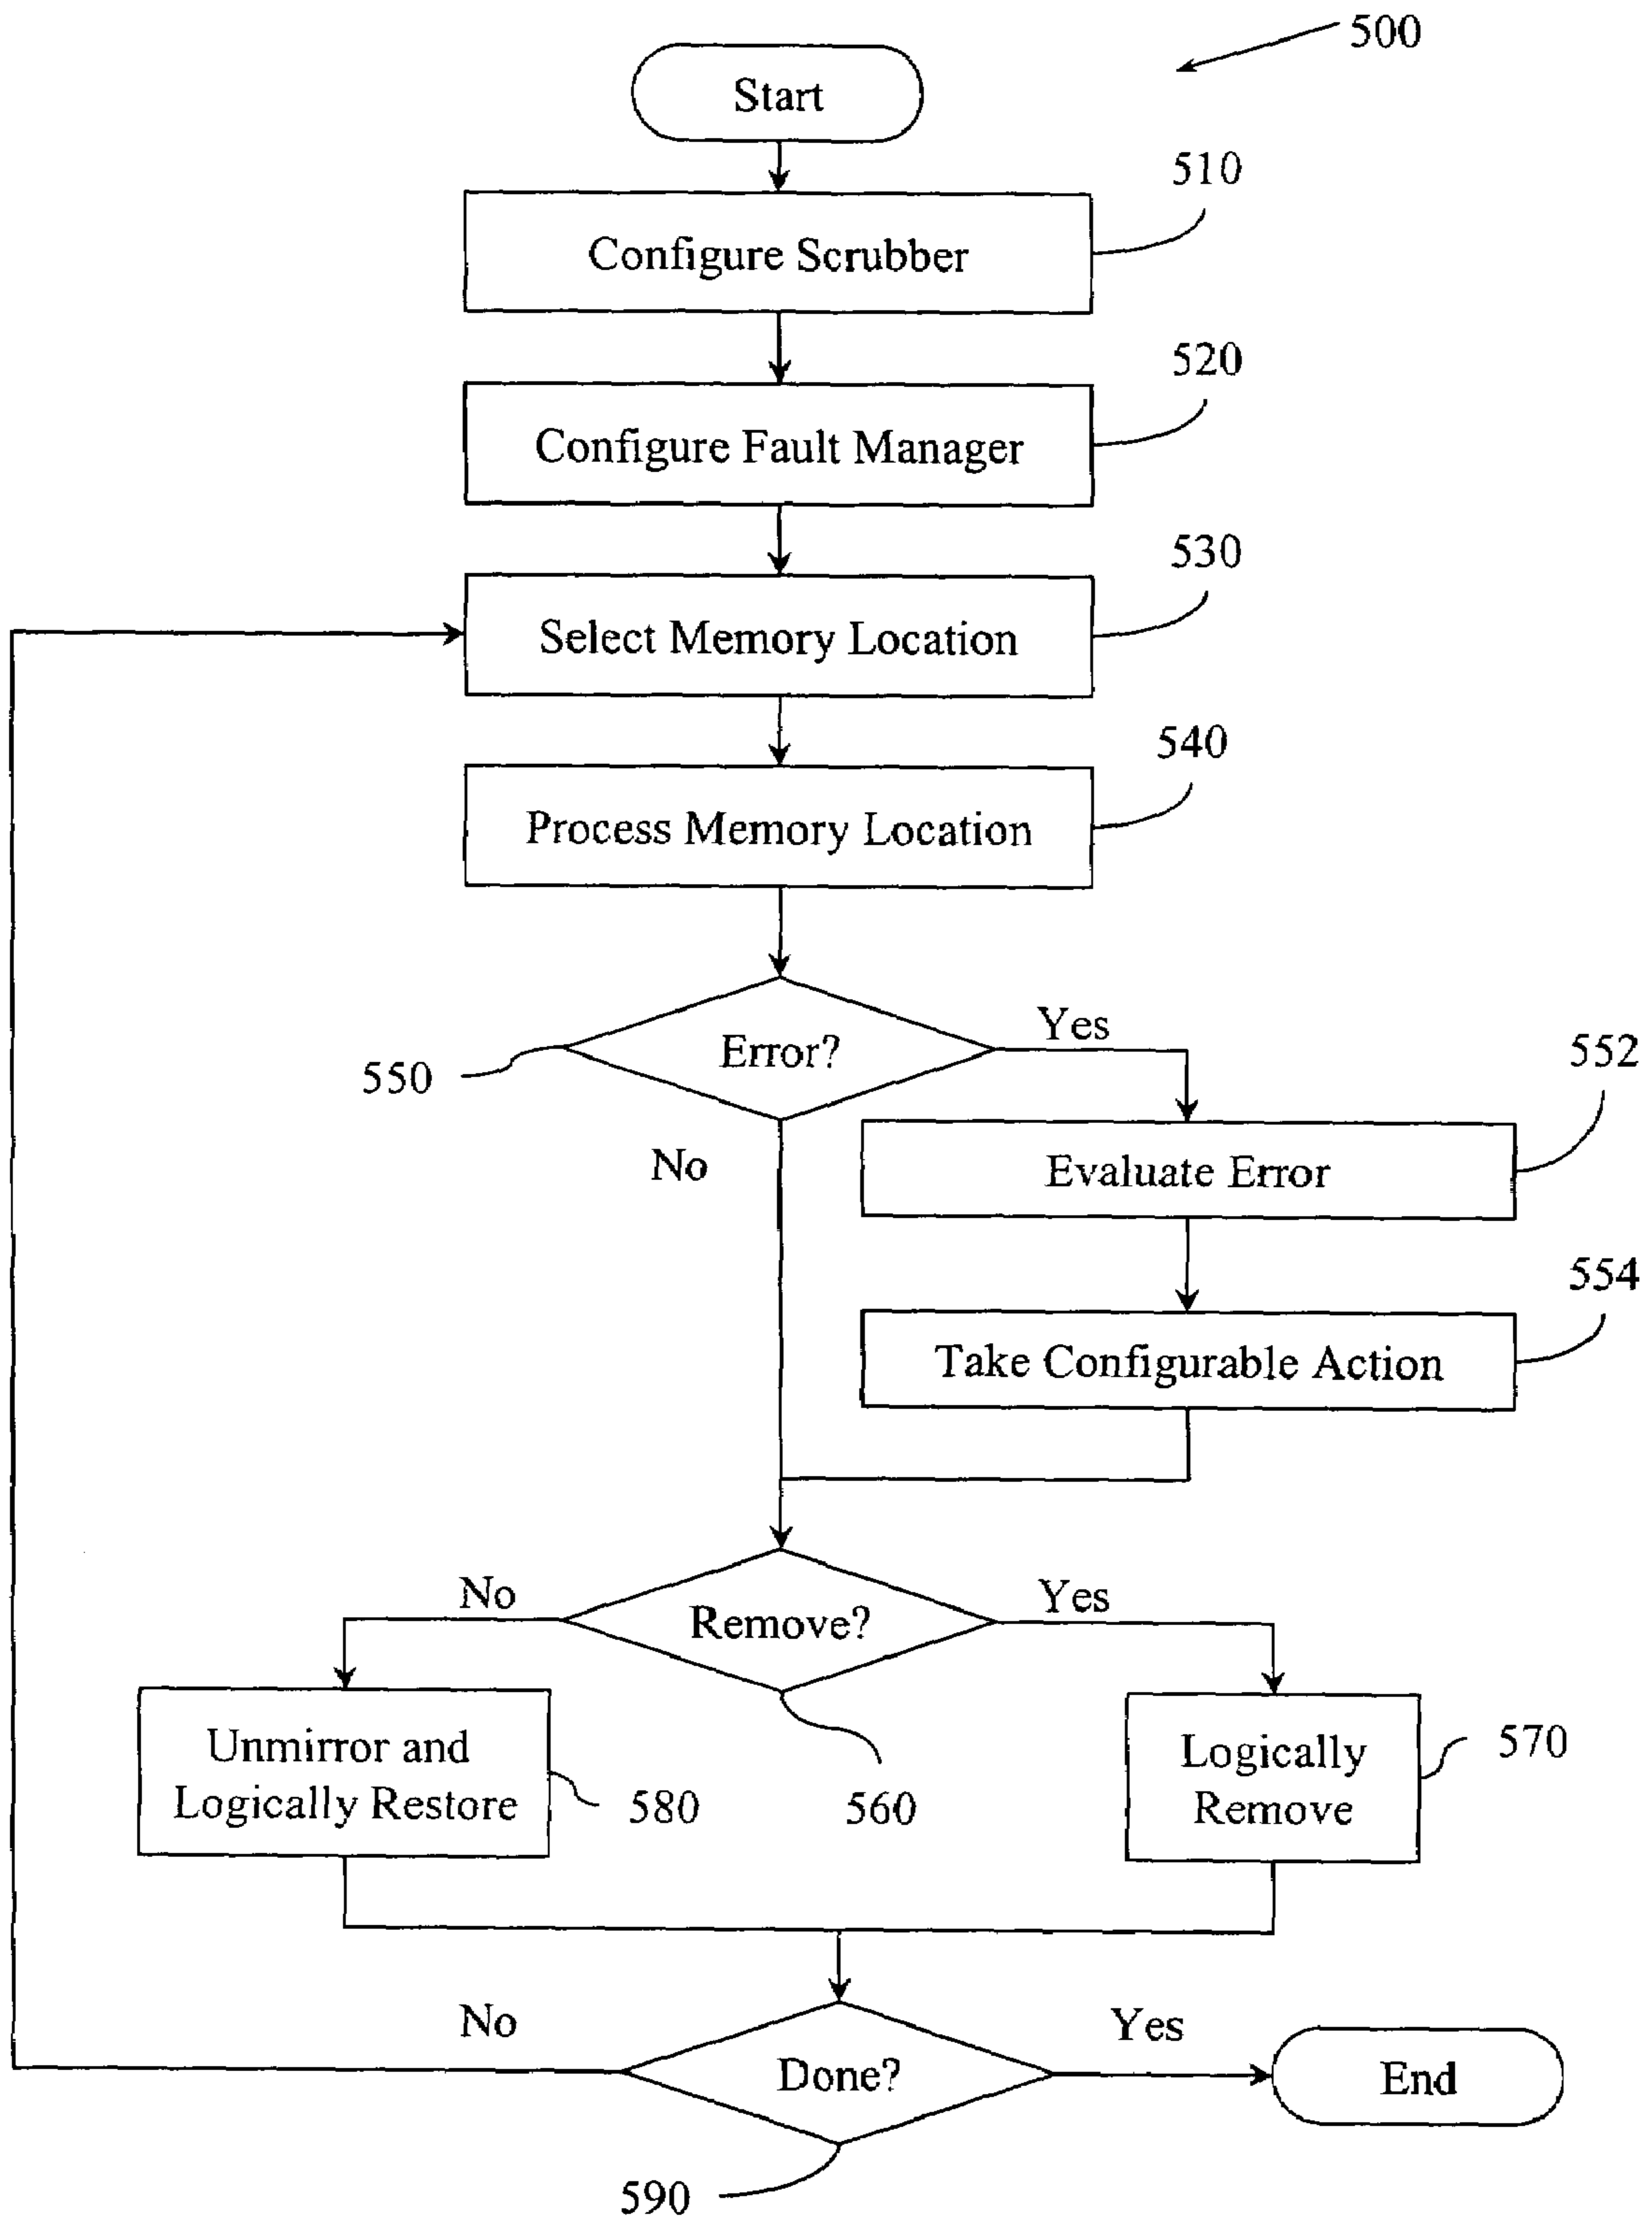 500
Start
510
Configure Scrubber
520
Configure Fault Manager
530
Select Memory Location
540
Process Memory Location
Yes
Error?
550
552
No
Evaluate Error
554
Take Configurable Action
No
Yes
Remove?
Unmirror and
Logically Restore
580
560
Logically
Remove
570
No
Yes
Done?
End
590